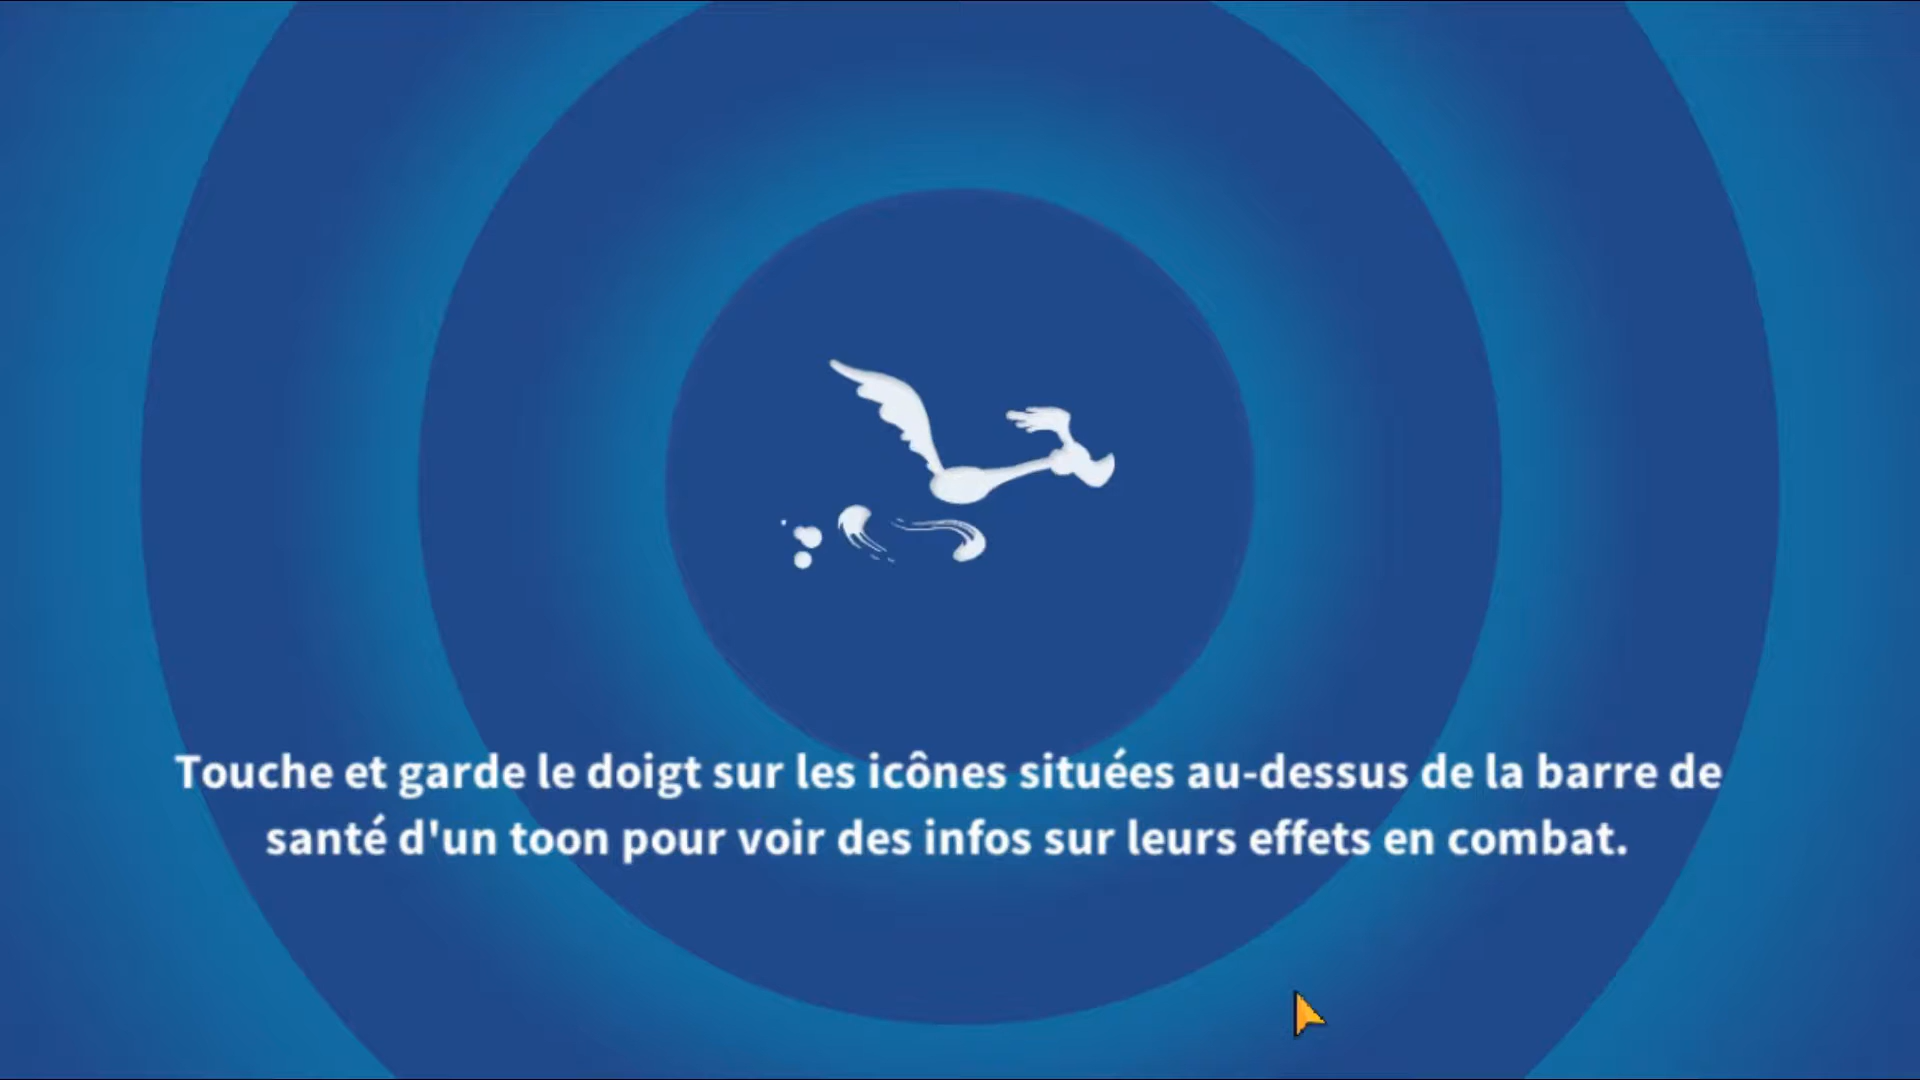 Touche et garde le doigt sur les icônes situées au-dessus de la barre de
santé d'un toon pour voir des infos sur leurs effets en combat.